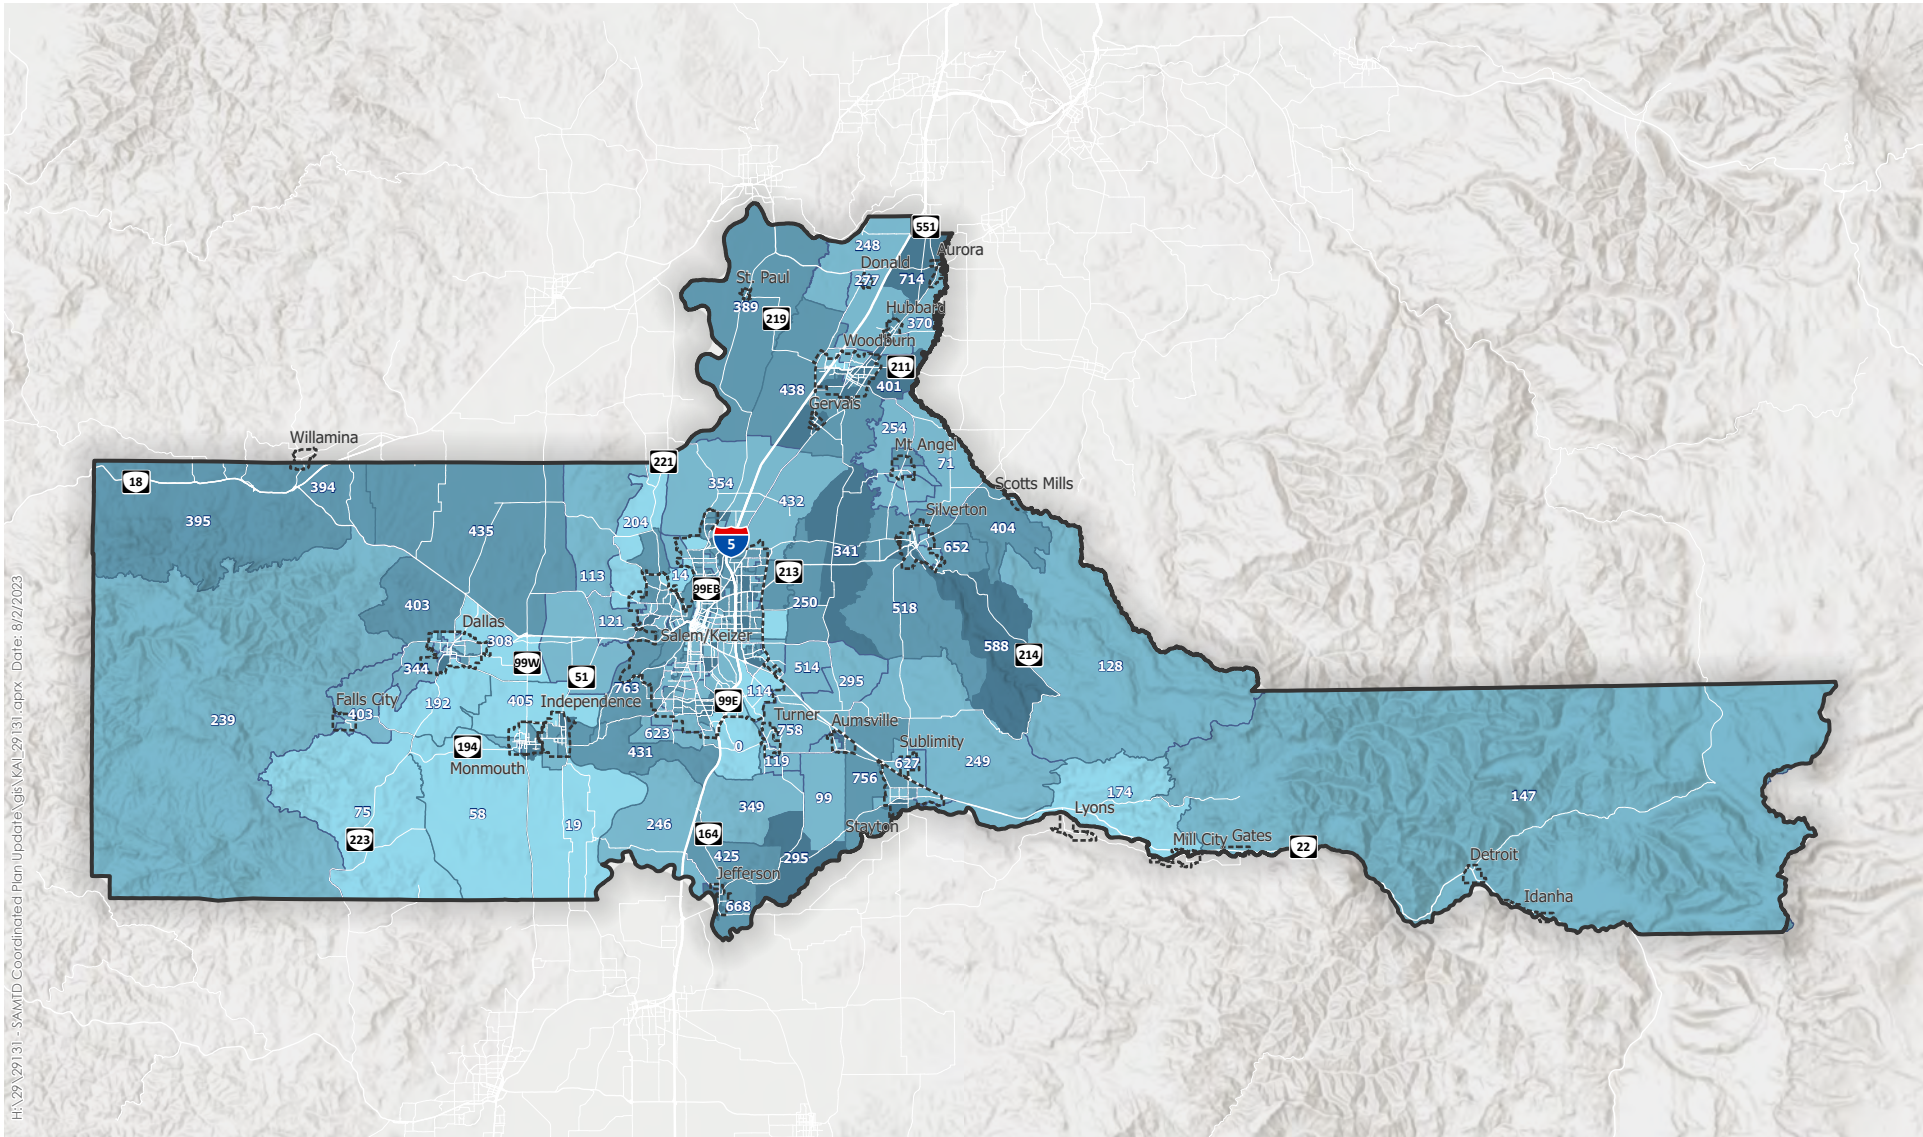 551
Aurora
248
Donald
277
714
St. Paul
389
219
Hubbard
370
Woodburn
211
401
438
Gervais
254
Mt Angel
71
Willamina
221
18
394
354
Scotts Mills
432
395
204
Silverton
404
435
5
341
652
113
14
213
99EB
403
250
518
121
Dallas
308
Salem/Keizer
588
214
99W
344
514
128
51
295
763
114
Falls City
192
405
Independence
99E
403
239
Turner
Aumsville
758
623
194
431
0
Sublimity
119
627
249
Monmouth
756
174
147
75
58
99
349
Lyons
19
246
Stayton
223
164
Mill City
Gates
22
425
295
Detroit
Jefferson
668
Idanha
H:\29\29131 - SAMTD Coordinated Plan Update\gis\KAI_29131.aprx Date: 8/2/2023